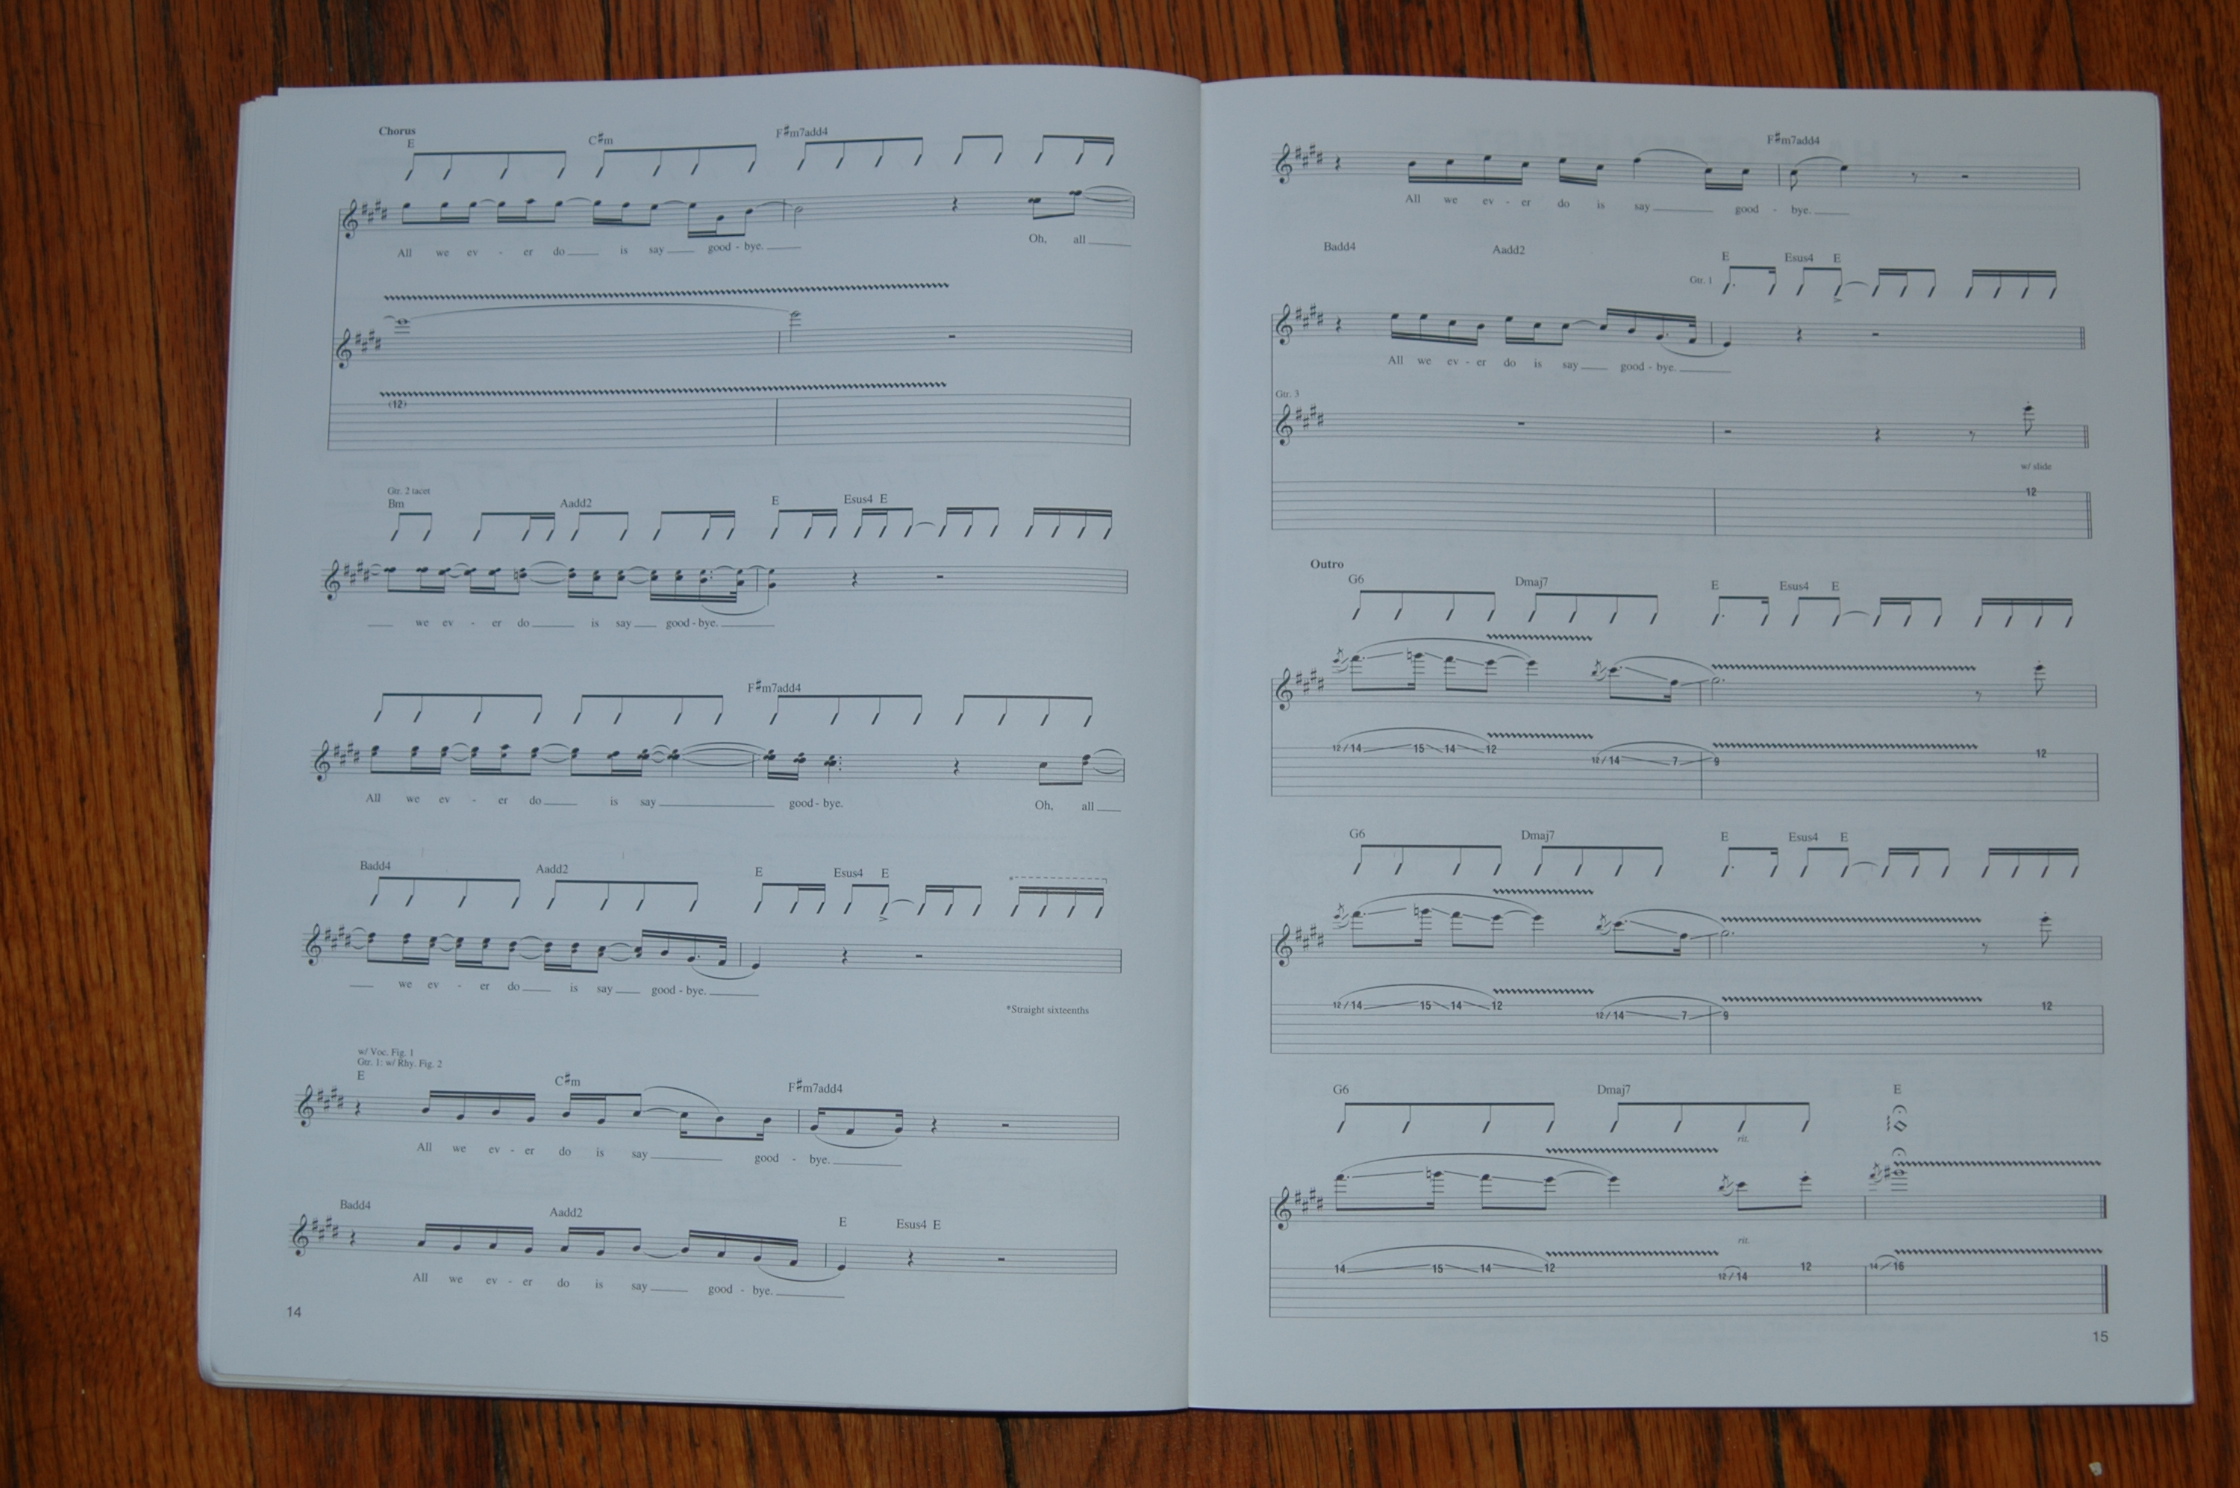 Chorus
E C#m F#m7add4
All we ev - er do is say good - bye. Oh, all
(12)
Gtr. 2 tacet
Bm Aadd2 E Esus4 E
we ev - er do is say good - bye.
F#m7add4
All we ev - er do is say good - bye. Oh, all
Badd4 Aadd2 E Esus4 E
we ev - er do is say good - bye.
*
*Straight sixteenths
w/ Voc. Fig. 1
Gtr. 1: w/ Rhy. Fig. 2
E C#m F#m7add4
All we ev - er do is say good - bye.
Badd4 Aadd2 E Esus4 E
All we ev - er do is say good - bye.
14
F#m7add4
All we ev - er do is say good - bye.
Badd4 Aadd2 E Esus4 E
Gtr. 1
All we ev - er do is say good - bye.
Gtr. 3
w/ slide
12
Outro
G6 Dmaj7 E Esus4 E
12/14 15 14 12 12/14 7 9 12
G6 Dmaj7 E Esus4 E
12/14 15 14 12 12/14 7 9 12
G6 Dmaj7 E
rit.
rit.
14 15 14 12 12/14 12 14/16
15